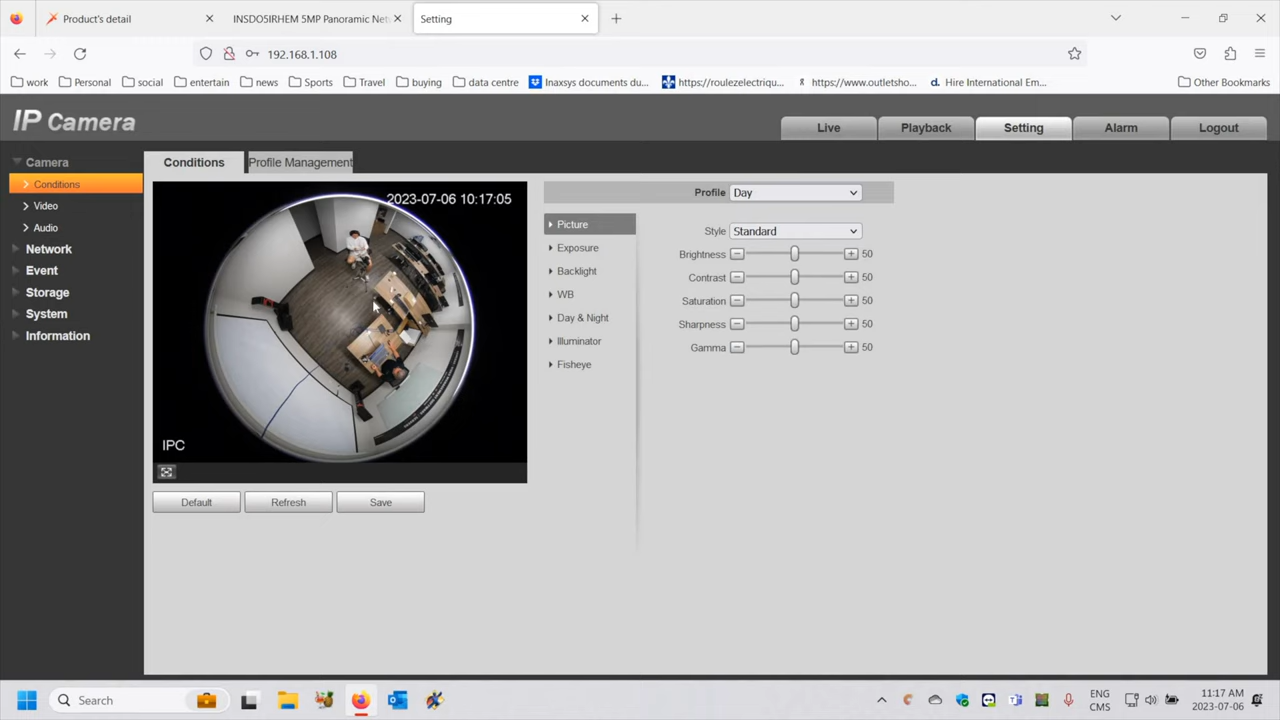 Product's detail
INSDO5IRHEM 5MP Panoramic Net
Setting
192.168.1.108
work
Personal
social
entertain
news
Sports
Travel
buying
data centre
Inaxsys documents du...
https://roulezelectriqu...
https://www.outletsho...
Hire International Em...
Other Bookmarks
IP Camera
Live
Playback
Setting
Alarm
Logout
Camera
Conditions
Video
Audio
Network
Event
Storage
System
Information
Conditions
Profile Management
2023-07-06 10:17:05
IPC
Default
Refresh
Save
Profile Day
Picture
Exposure
Backlight
WB
Day & Night
Illuminator
Fisheye
Style Standard
Brightness 50
Contrast 50
Saturation 50
Sharpness 50
Gamma 50
Search
ENG
CMS
11:17 AM
2023-07-06